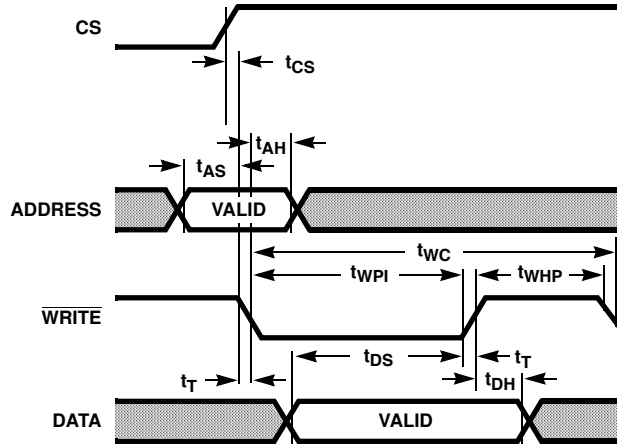 CS
tCS
tAH
tAS
ADDRESS
VALID
tWC
tWPI
tWHP
WRITE
tDS
tT
tT
tDH
DATA
VALID